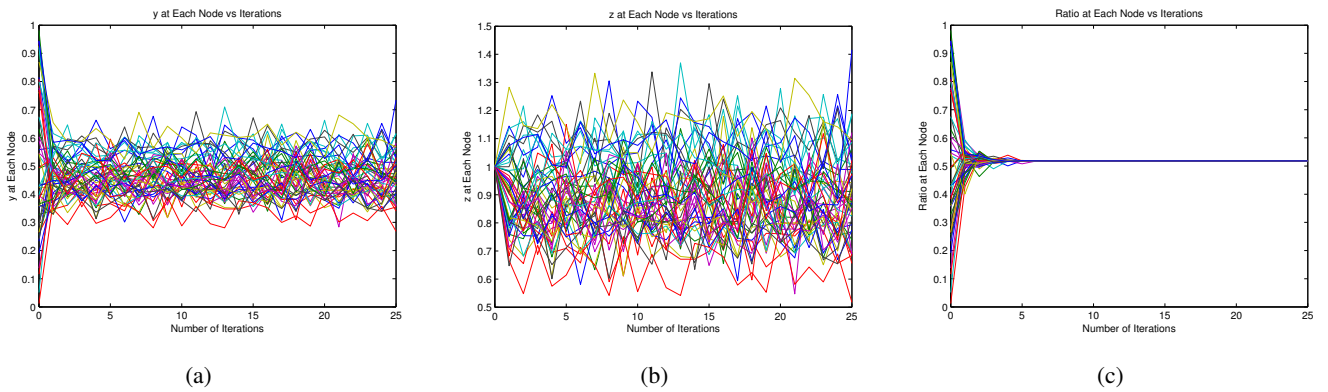 y at Each Node vs Iterations
1
0.9
0.8
0.7
0.6
0.5
0.4
0.3
0.2
0.1
0
y at Each Node
0 5 10 15 20 25
Number of Iterations
(a)
z at Each Node vs Iterations
1.5
1.4
1.3
1.2
1.1
1
0.9
0.8
0.7
0.6
0.5
z at Each Node
0 5 10 15 20 25
Number of Iterations
(b)
Ratio at Each Node vs Iterations
1
0.9
0.8
0.7
0.6
0.5
0.4
0.3
0.2
0.1
0
Ratio at Each Node
0 5 10 15 20 25
Number of Iterations
(c)